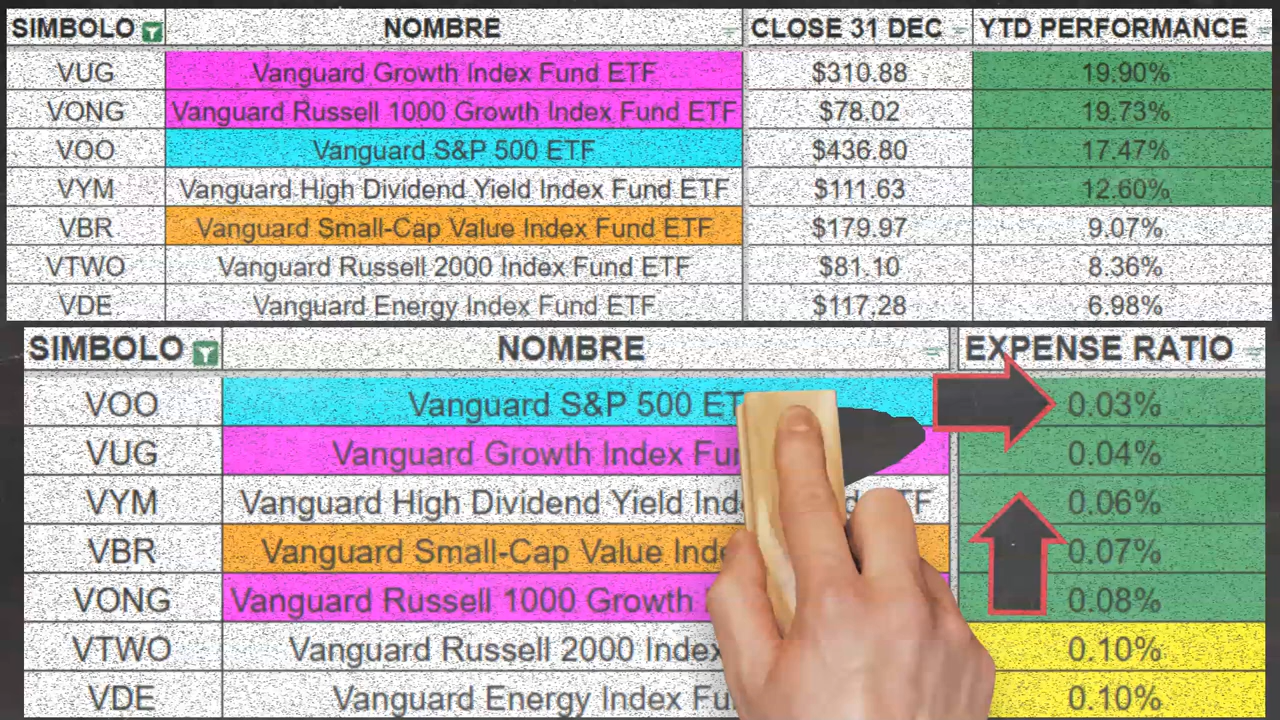 SIMBOLO NOMBRE CLOSE 31 DEC YTD PERFORMANCE
VUG Vanguard Growth Index Fund ETF $310.88 19.90%
VONG Vanguard Russell 1000 Growth Index Fund ETF $78.02 19.73%
VOO Vanguard S&P 500 ETF $436.80 17.47%
VYM Vanguard High Dividend Yield Index Fund ETF $111.63 12.60%
VBR Vanguard Small-Cap Value Index Fund ETF $179.97 9.07%
VTWO Vanguard Russell 2000 Index Fund ETF $81.10 8.36%
VDE Vanguard Energy Index Fund ETF $117.28 6.98%
SIMBOLO NOMBRE EXPENSE RATIO
VOO Vanguard S&P 500 0.03%
VUG Vanguard Growth Index 0.04%
VYM Vanguard High Dividend Yield 0.06%
VBR Vanguard Small-Cap Value 0.07%
VONG Vanguard Russell 1000 Growth 0.08%
VTWO Vanguard Russell 2000 Index 0.10%
VDE Vanguard Energy Index 0.10%